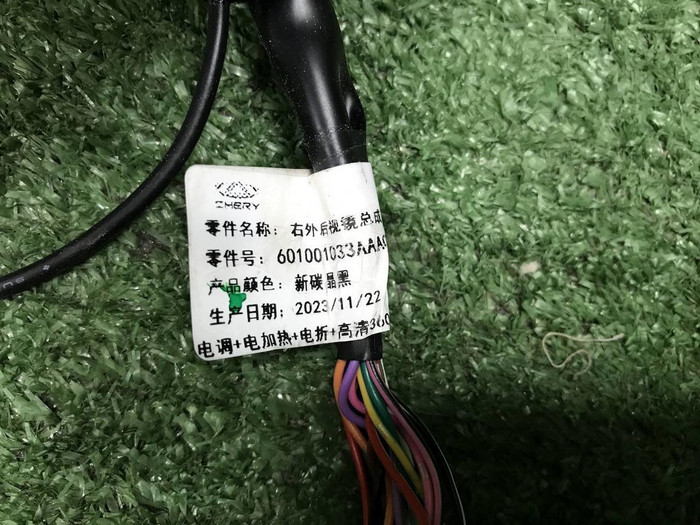 CHERY
零件名称: 右外后视镜总成
零件号: 601001033AAA
产品颜色: 新碳晶黑
生产日期: 2023/11/22
电调+电加热+电折+高清360